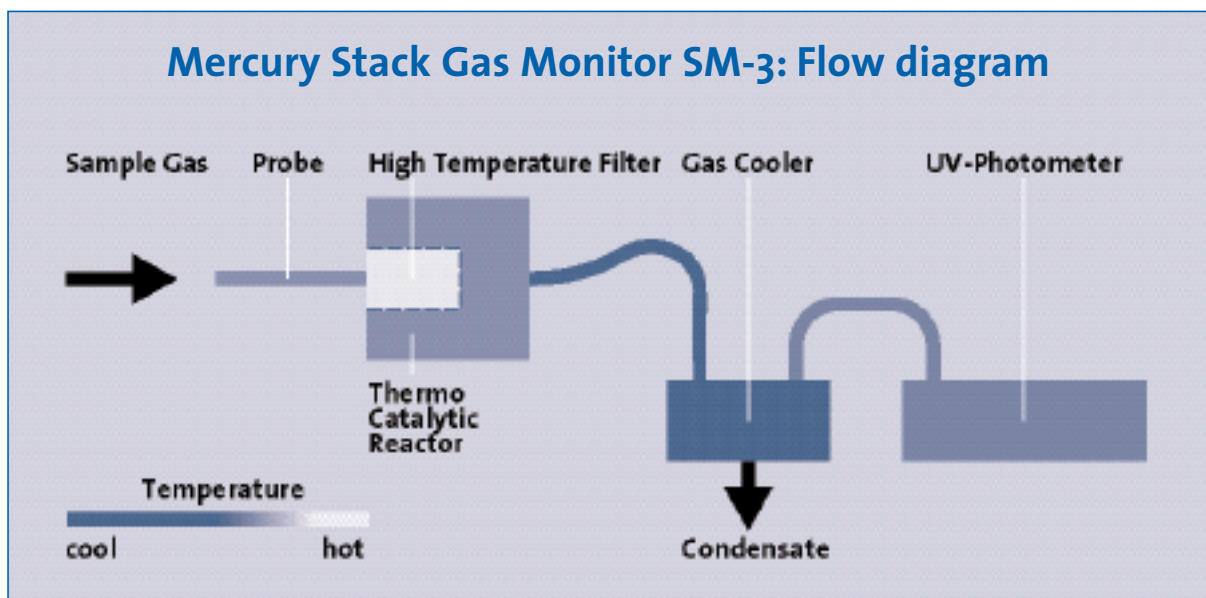 Mercury Stack Gas Monitor SM-3: Flow diagram
Sample Gas
Probe
High Temperature Filter
Gas Cooler
UV-Photometer
Thermo
Catalytic
Reactor
Temperature
cool
hot
Condensate